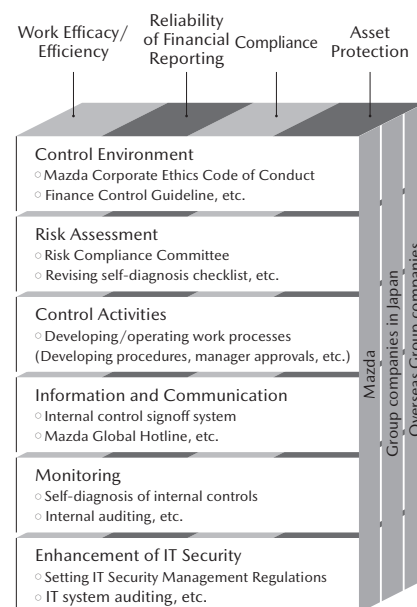 Work Efficacy/
Efficiency
Reliability
of Financial
Reporting
Compliance
Asset
Protection
Control Environment
○ Mazda Corporate Ethics Code of Conduct
○ Finance Control Guideline, etc.
Risk Assessment
○ Risk Compliance Committee
○ Revising self-diagnosis checklist, etc.
Control Activities
○ Developing/operating work processes
(Developing procedures, manager approvals, etc.)
Information and Communication
○ Internal control signoff system
○ Mazda Global Hotline, etc.
Monitoring
○ Self-diagnosis of internal controls
○ Internal auditing, etc.
Enhancement of IT Security
○ Setting IT Security Management Regulations
○ IT system auditing, etc.
Mazda
Group companies in Japan
Overseas Group companies